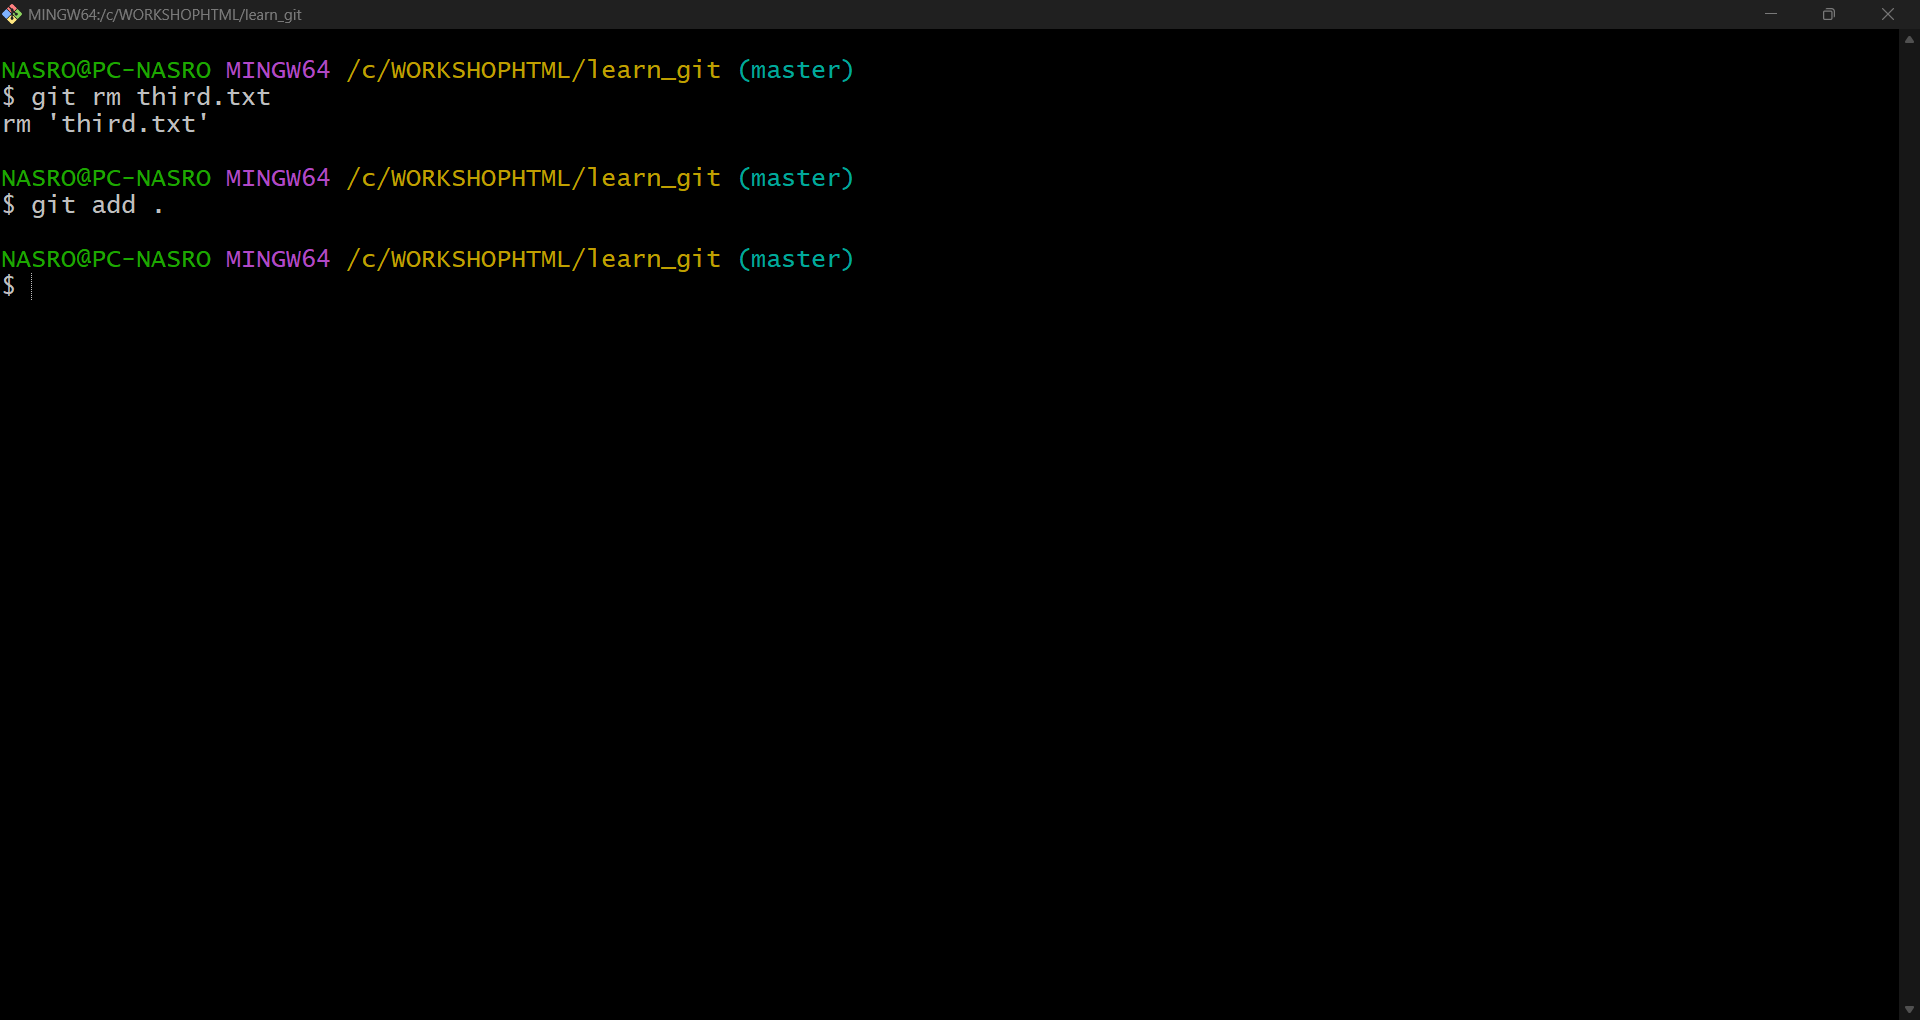 MINGW64:/c/WORKSHOPHTML/learn_git
NASRO@PC-NASRO MINGW64 /c/WORKSHOPHTML/learn_git (master)
$ git rm third.txt
rm 'third.txt'
NASRO@PC-NASRO MINGW64 /c/WORKSHOPHTML/learn_git (master)
$ git add .
NASRO@PC-NASRO MINGW64 /c/WORKSHOPHTML/learn_git (master)
$